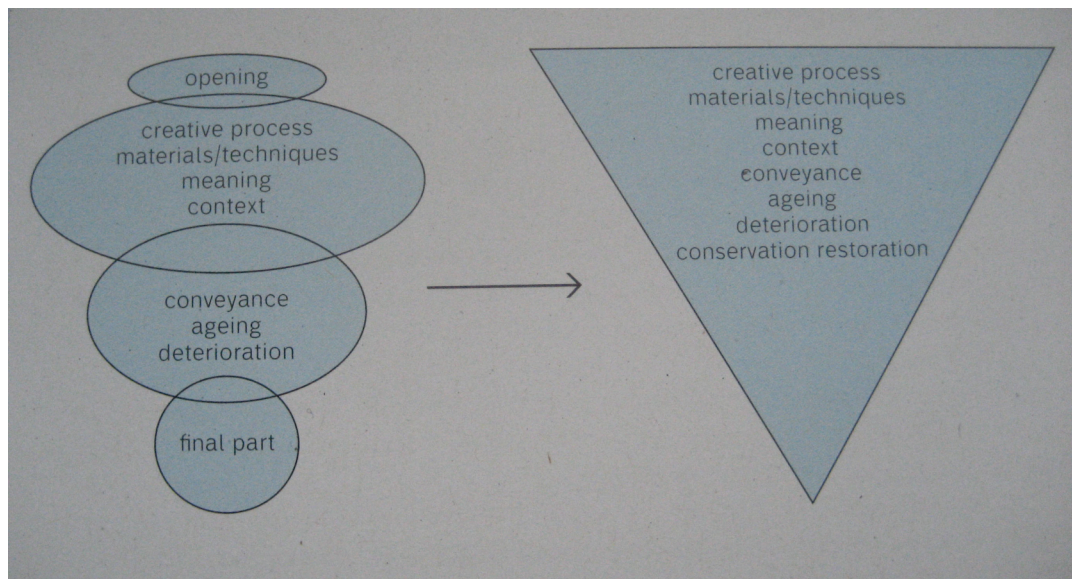 opening
creative process
materials/techniques
meaning
context
conveyance
ageing
deterioration
final part
creative process
materials/techniques
meaning
context
conveyance
ageing
deterioration
conservation restoration